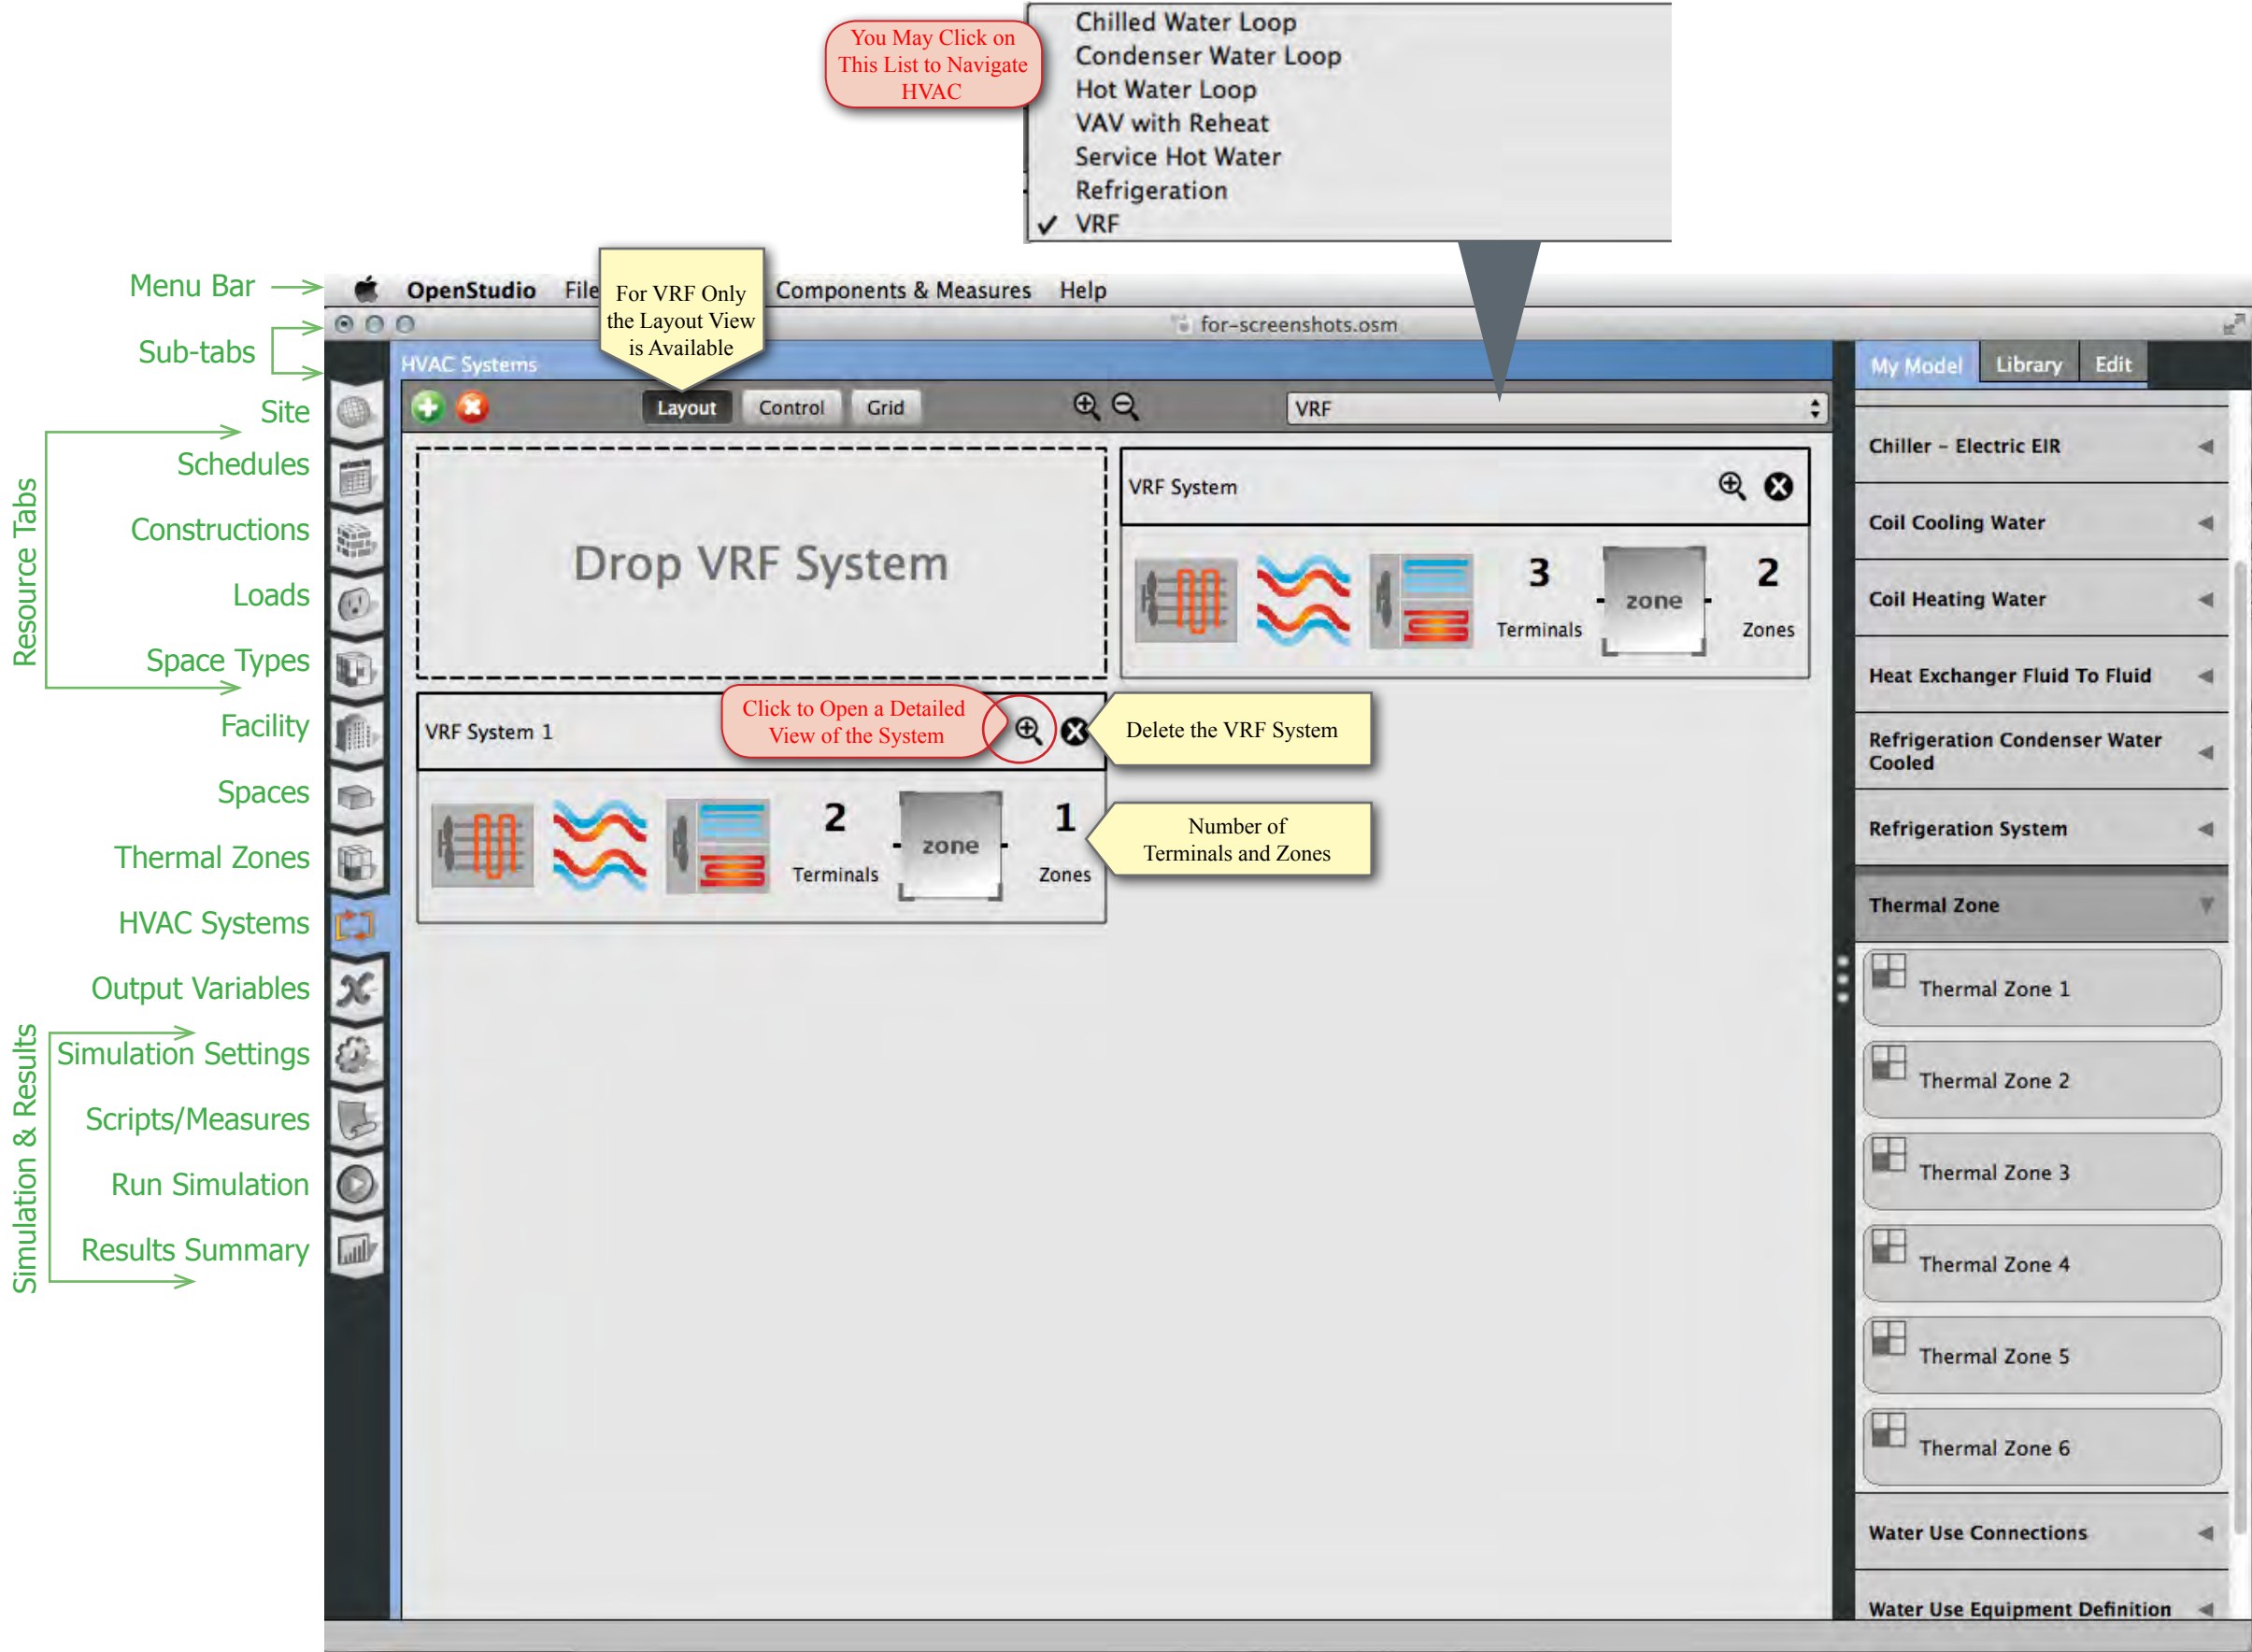 Chilled Water Loop
Condenser Water Loop
Hot Water Loop
VAV with Reheat
Service Hot Water
Refrigeration
✓ VRF
You May Click on
This List to Navigate
HVAC
Menu Bar
Sub-tabs
Site
Schedules
Constructions
Loads
Space Types
Facility
Spaces
Thermal Zones
HVAC Systems
Output Variables
Simulation Settings
Scripts/Measures
Run Simulation
Results Summary
Resource Tabs
Simulation & Results
OpenStudio File Components & Measures Help
For VRF Only
the Layout View
is Available
for-screenshots.osm
HVAC Systems
Layout Control Grid
VRF
Drop VRF System
VRF System
3
Terminals
zone
2
Zones
VRF System 1
Click to Open a Detailed
View of the System
Delete the VRF System
2
Terminals
zone
1
Zones
Number of
Terminals and Zones
My Model Library Edit
Chiller - Electric EIR
Coil Cooling Water
Coil Heating Water
Heat Exchanger Fluid To Fluid
Refrigeration Condenser Water
Cooled
Refrigeration System
Thermal Zone
Thermal Zone 1
Thermal Zone 2
Thermal Zone 3
Thermal Zone 4
Thermal Zone 5
Thermal Zone 6
Water Use Connections
Water Use Equipment Definition